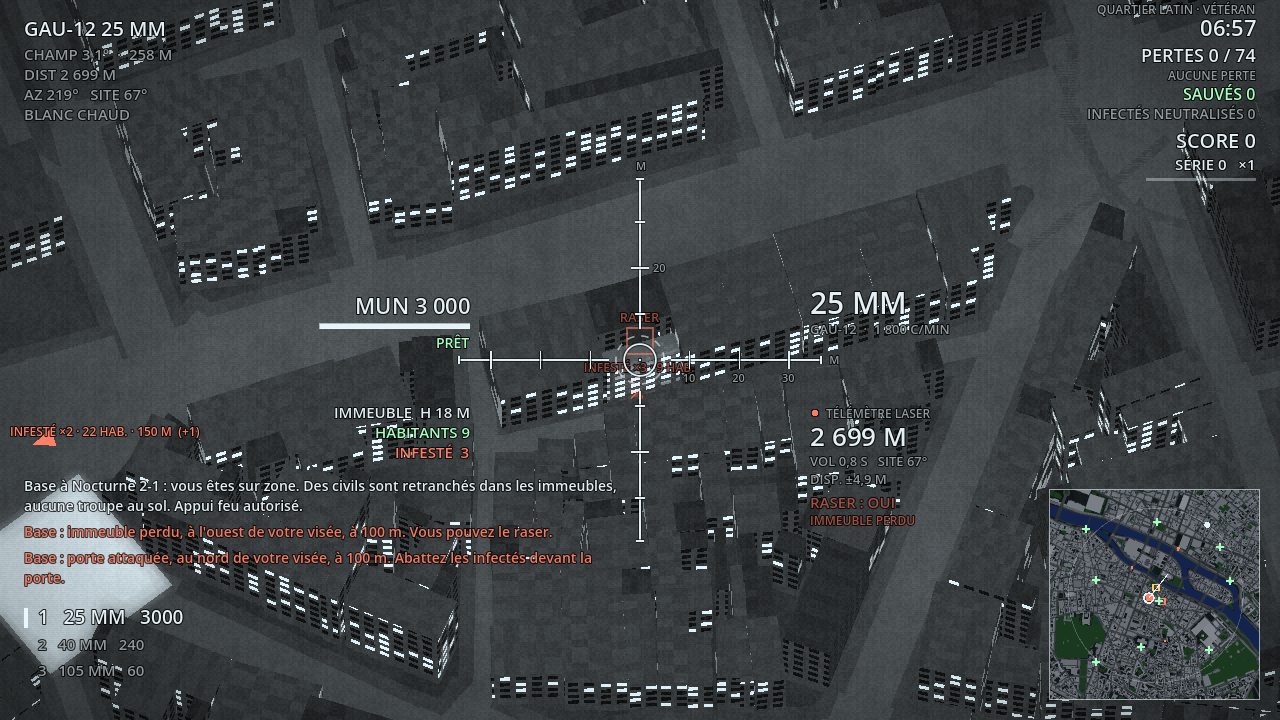 GAU-12 25 MM
CHAMP 3,1° · 258 M
DIST 2 699 M
AZ 219° SITE 67°
BLANC CHAUD
QUARTIER LATIN · VÉTÉRAN
06:57
PERTES 0 / 74
AUCUNE PERTE
SAUVÉS 0
INFECTÉS NEUTRALISÉS 0
SCORE 0
SÉRIE 0 ×1
M
20
MUN 3 000
PRÊT
RASER
25 MM
GAU-12 · 1 800 C/MIN
M
10 20 30
IMMEUBLE H 18 M
HABITANTS 9
INFESTÉ 3
INFESTÉ ×2 · 22 HAB. · 150 M (+1)
TÉLÉMÈTRE LASER
2 699 M
VOL 0,8 S SITE 67°
DISP. ±4,9 M
RASER : OUI
IMMEUBLE PERDU
Base à Nocturne 2-1 : vous êtes sur zone. Des civils sont retranchés dans les immeubles,
aucune troupe au sol. Appui feu autorisé.
Base : immeuble perdu, à l'ouest de votre visée, à 100 m. Vous pouvez le raser.
Base : porte attaquée, au nord de votre visée, à 100 m. Abattez les infectés devant la
porte.
1 25 MM 3000
2 40 MM 240
3 105 MM 60